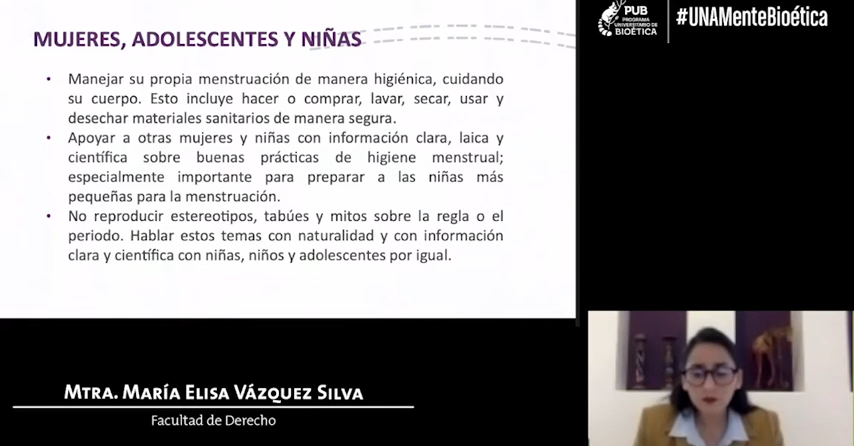 MUJERES, ADOLESCENTES Y NIÑAS
• Manejar su propia menstruación de manera higiénica, cuidando
su cuerpo. Esto incluye hacer o comprar, lavar, secar, usar y
desechar materiales sanitarios de manera segura.
• Apoyar a otras mujeres y niñas con información clara, laica y
científica sobre buenas prácticas de higiene menstrual;
especialmente importante para preparar a las niñas más
pequeñas para la menstruación.
• No reproducir estereotipos, tabúes y mitos sobre la regla o el
periodo. Hablar estos temas con naturalidad y con información
clara y científica con niñas, niños y adolescentes por igual.
PUB
PROGRAMA
UNIVERSITARIO DE
BIOÉTICA
#UNAMenteBioética
MTRA. MARÍA ELISA VÁZQUEZ SILVA
Facultad de Derecho